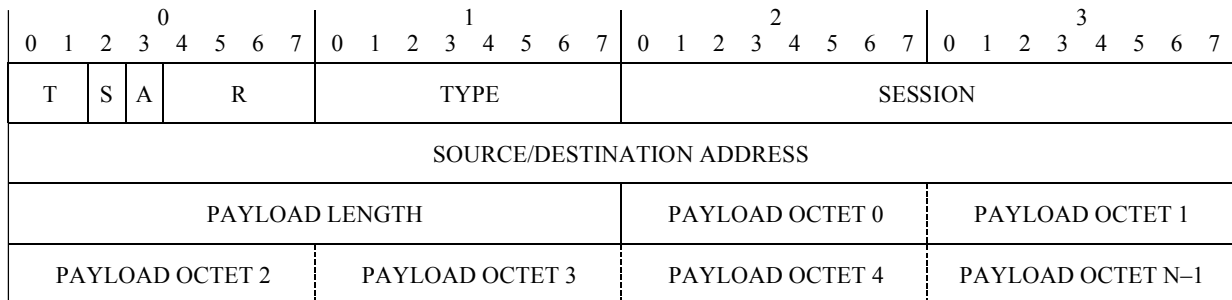 0 1 2 3
0 1 2 3 4 5 6 7 0 1 2 3 4 5 6 7 0 1 2 3 4 5 6 7 0 1 2 3 4 5 6 7
T S A R TYPE SESSION
SOURCE/DESTINATION ADDRESS
PAYLOAD LENGTH PAYLOAD OCTET 0 PAYLOAD OCTET 1
PAYLOAD OCTET 2 PAYLOAD OCTET 3 PAYLOAD OCTET 4 PAYLOAD OCTET N–1